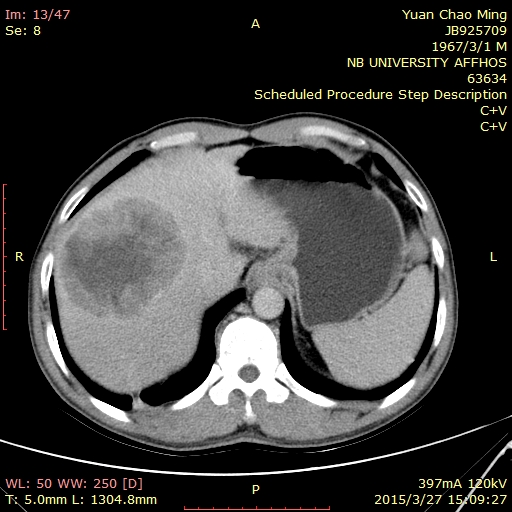 Im: 13/47
Se: 8
A
Yuan Chao Ming
JB925709
1967/3/1 M
NB UNIVERSITY AFFHOS
63634
Scheduled Procedure Step Description
C+V
C+V
R
L
WL: 50 WW: 250 [D]
T: 5.0mm L: 1304.8mm
P
397mA 120kV
2015/3/27 15:09:27